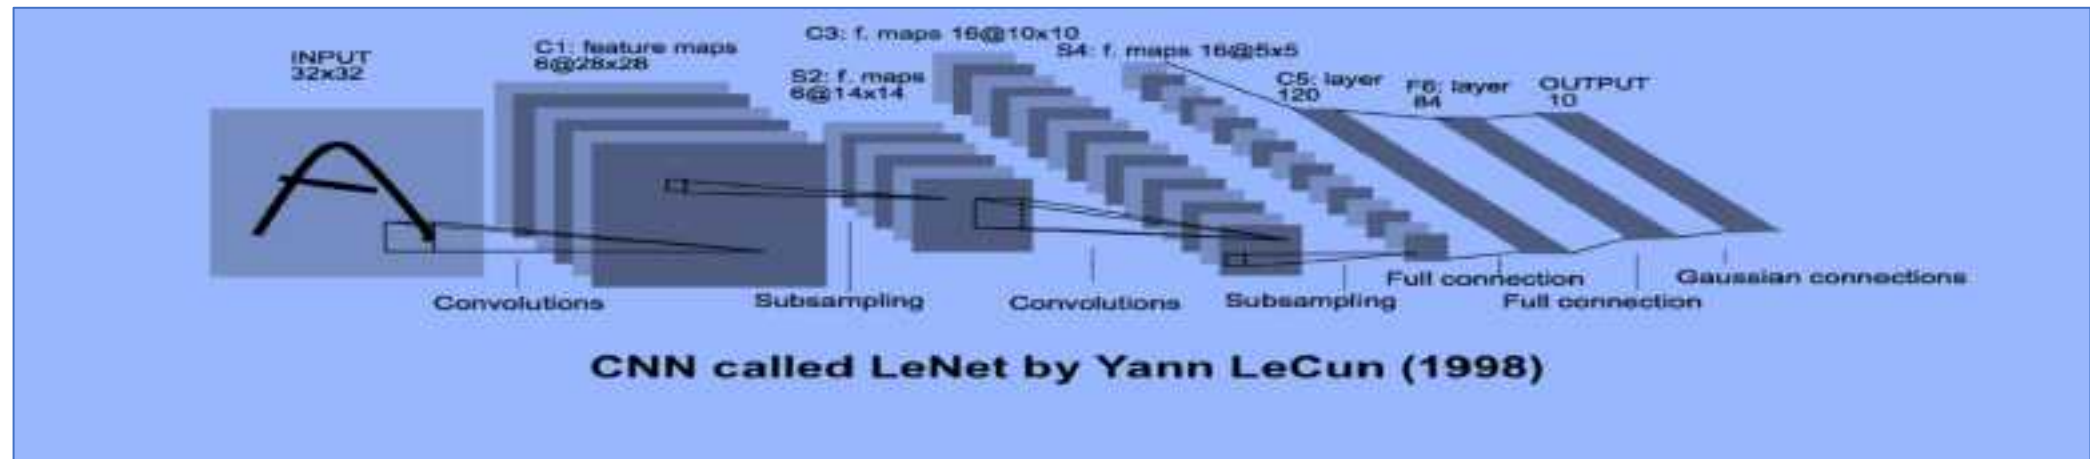 INPUT
32x32
C1: feature maps
6@28x28
S2: f. maps
6@14x14
C3: f. maps 16@10x10
S4: f. maps 16@5x5
C5: layer
120
F6: layer
84
OUTPUT
10
Convolutions
Subsampling
Convolutions
Subsampling
Full connection
Full connection
Gaussian connections
A
CNN called LeNet by Yann LeCun (1998)